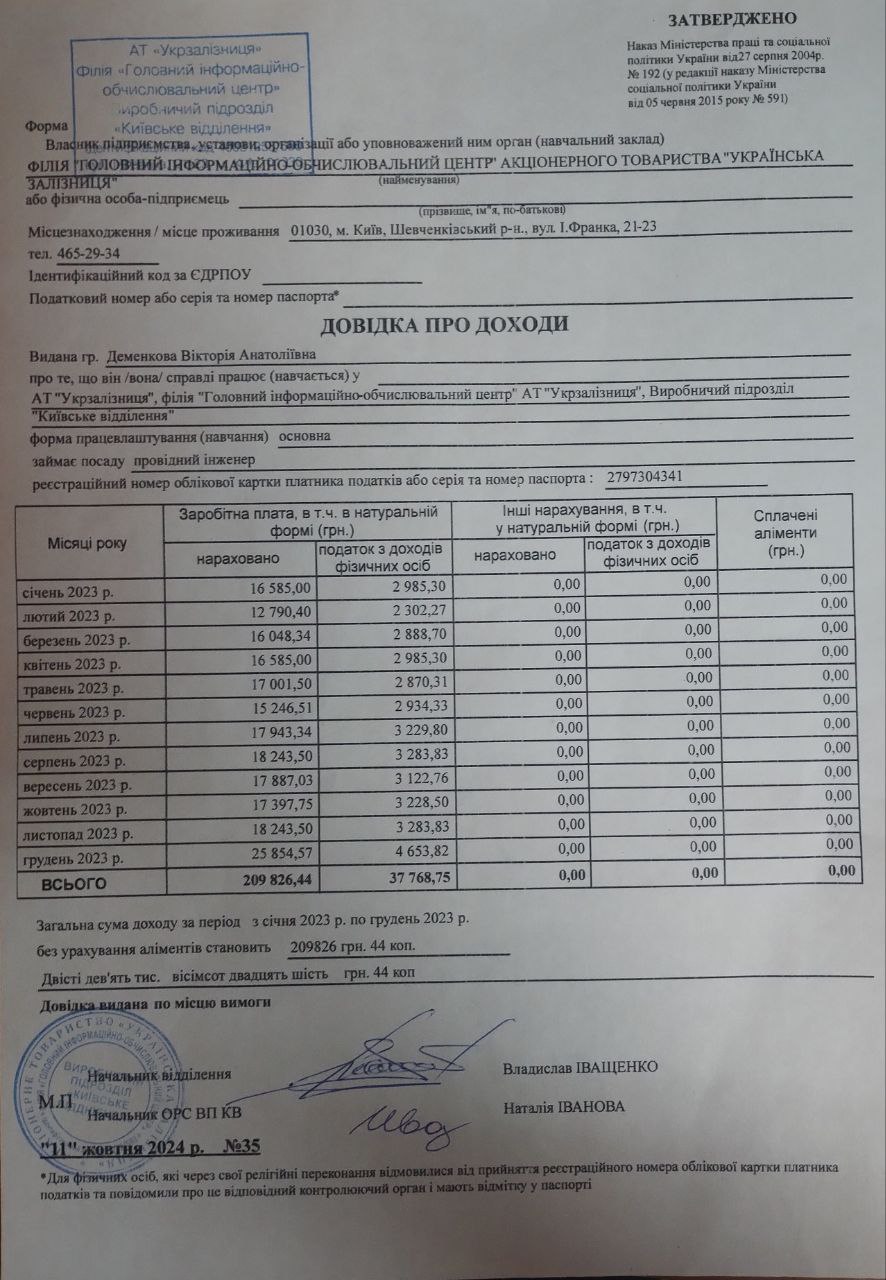 ЗАТВЕРДЖЕНО
Наказ Міністерства праці та соціальної
політики України від27 серпня 2004р.
№ 192 (у редакції наказу Міністерства
соціальної політики України
від 05 червня 2015 року № 591)
АТ «Укрзалізниця»
Філія «Головний інформаційно-
обчислювальний центр»
виробничий підрозділ
«Київське відділення»
Форма
Власник підприємства, установи, організації або уповноважений ним орган (навчальний заклад)
ФІЛІЯ "ГОЛОВНИЙ ІНФОРМАЦІЙНО-ОБЧИСЛЮВАЛЬНИЙ ЦЕНТР" АКЦІОНЕРНОГО ТОВАРИСТВА "УКРАЇНСЬКА
ЗАЛІЗНИЦЯ"
(найменування)
або фізична особа-підприємець
(прізвище, ім"я, по-батькові)
Місцезнаходження / місце проживання 01030, м. Київ, Шевченківський р-н., вул. І.Франка, 21-23
тел. 465-29-34
Ідентифікаційний код за ЄДРПОУ
Податковий номер або серія та номер паспорта*
ДОВІДКА ПРО ДОХОДИ
Видана гр. Деменкова Вікторія Анатоліївна
про те, що він /вона/ справді працює (навчається) у
АТ "Укрзалізниця", філія "Головний інформаційно-обчислювальний центр" АТ "Укрзалізниця", Виробничий підрозділ
"Київське відділення"
форма працевлаштування (навчання) основна
займає посаду провідний інженер
реєстраційний номер облікової картки платника податків або серія та номер паспорта : 2797304341
Місяці року
Заробітна плата, в т.ч. в натуральній
формі (грн.)
Інші нарахування, в т.ч.
у натуральній формі (грн.)
Сплачені
аліменти
(грн.)
нараховано
податок з доходів
фізичних осіб
нараховано
податок з доходів
фізичних осіб
січень 2023 р. 16 585,00 2 985,30 0,00 0,00 0,00
лютий 2023 р. 12 790,40 2 302,27 0,00 0,00 0,00
березень 2023 р. 16 048,34 2 888,70 0,00 0,00 0,00
квітень 2023 р. 16 585,00 2 985,30 0,00 0,00 0,00
травень 2023 р. 17 001,50 2 870,31 0,00 0,00 0,00
червень 2023 р. 15 246,51 2 934,33 0,00 0,00 0,00
липень 2023 р. 17 943,34 3 229,80 0,00 0,00 0,00
серпень 2023 р. 18 243,50 3 283,83 0,00 0,00 0,00
вересень 2023 р. 17 887,03 3 122,76 0,00 0,00 0,00
жовтень 2023 р. 17 397,75 3 228,50 0,00 0,00 0,00
листопад 2023 р. 18 243,50 3 283,83 0,00 0,00 0,00
грудень 2023 р. 25 854,57 4 653,82 0,00 0,00 0,00
ВСЬОГО 209 826,44 37 768,75 0,00 0,00 0,00
Загальна сума доходу за період з січня 2023 р. по грудень 2023 р.
без урахування аліментів становить 209826 грн. 44 коп.
Двісті дев'ять тис. вісімсот двадцять шість грн. 44 коп
Довідка видана по місцю вимоги
Начальник відділення Владислав ІВАЩЕНКО
М.П
Начальник ОРС ВП КВ Наталія ІВАНОВА
"11" жовтня 2024 р. №35
ВИРОБНИЧИЙ
ПІДРОЗДІЛ
КИЇВСЬКЕ
*Для фізичних осіб, які через свої релігійні переконання відмовилися від прийняття реєстраційного номера облікової картки платника
податків та повідомили про це відповідний контролюючий орган і мають відмітку у паспорті